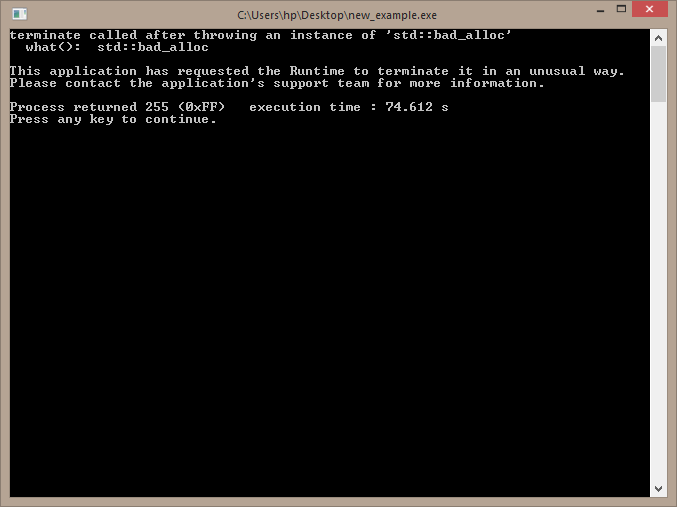 C:\Users\hp\Desktop\new_example.exe
terminate called after throwing an instance of 'std::bad_alloc'
  what():  std::bad_alloc
This application has requested the Runtime to terminate it in an unusual way.
Please contact the application's support team for more information.
Process returned 255 (0xFF)   execution time : 74.612 s
Press any key to continue.